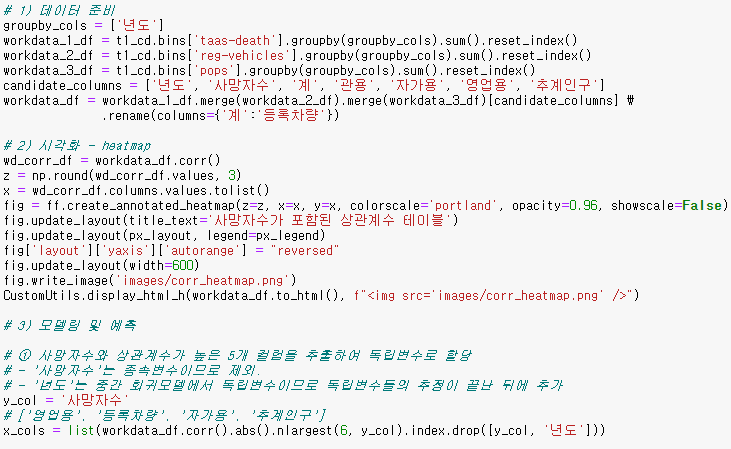 # 1) 데이터 준비
groupby_cols = ['년도']
workdata_1_df = t1_cd.bins['taas-death'].groupby(groupby_cols).sum().reset_index()
workdata_2_df = t1_cd.bins['reg-vehicles'].groupby(groupby_cols).sum().reset_index()
workdata_3_df = t1_cd.bins['pops'].groupby(groupby_cols).sum().reset_index()
candidate_columns = ['년도', '사망자수', '계', '관용', '자가용', '영업용', '추계인구']
workdata_df = workdata_1_df.merge(workdata_2_df).merge(workdata_3_df)[candidate_columns] ₩
.rename(columns={'계':'등록차량'})
# 2) 시각화 - heatmap
wd_corr_df = workdata_df.corr()
z = np.round(wd_corr_df.values, 3)
x = wd_corr_df.columns.values.tolist()
fig = ff.create_annotated_heatmap(z=z, x=x, y=x, colorscale='portland', opacity=0.96, showscale=False)
fig.update_layout(title_text='사망자수가 포함된 상관계수 테이블')
fig.update_layout(px_layout, legend=px_legend)
fig['layout']['yaxis']['autorange'] = "reversed"
fig.update_layout(width=600)
fig.write_image('images/corr_heatmap.png')
CustomUtils.display_html_h(workdata_df.to_html(), f"<img src='images/corr_heatmap.png' />")
# 3) 모델링 및 예측
# ① 사망자수와 상관계수가 높은 5개 컬럼을 추출하여 독립변수로 할당
# - '사망자수'는 종속변수이므로 제외.
# - '년도'는 중간 회귀모델에서 독립변수이므로 독립변수들의 추정이 끝난 뒤에 추가
y_col = '사망자수'
# ['영업용', '등록차량', '자가용', '추계인구']
x_cols = list(workdata_df.corr().abs().nlargest(6, y_col).index.drop([y_col, '년도']))